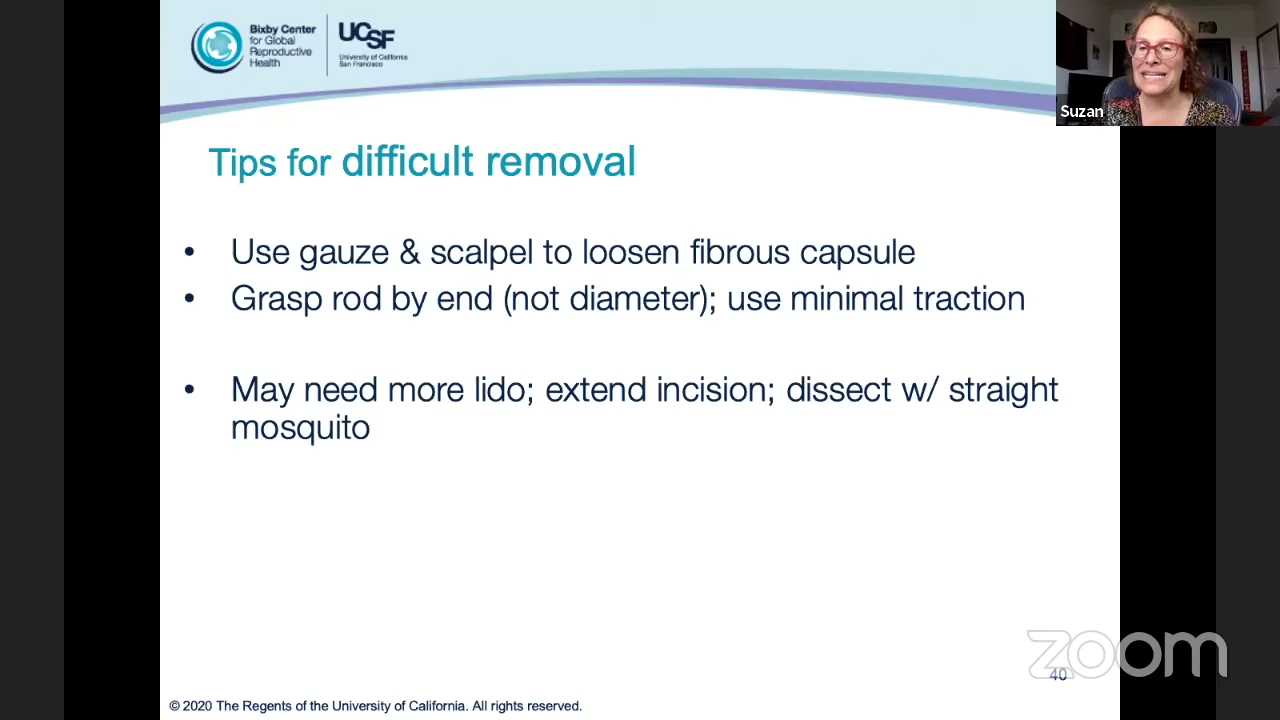 Bixby Center
for Global
Reproductive
Health
UCSF
University of California
San Francisco
Suzan
Tips for difficult removal
• Use gauze & scalpel to loosen fibrous capsule
• Grasp rod by end (not diameter); use minimal traction
• May need more lido; extend incision; dissect w/ straight
mosquito
zoom
40
© 2020 The Regents of the University of California. All rights reserved.